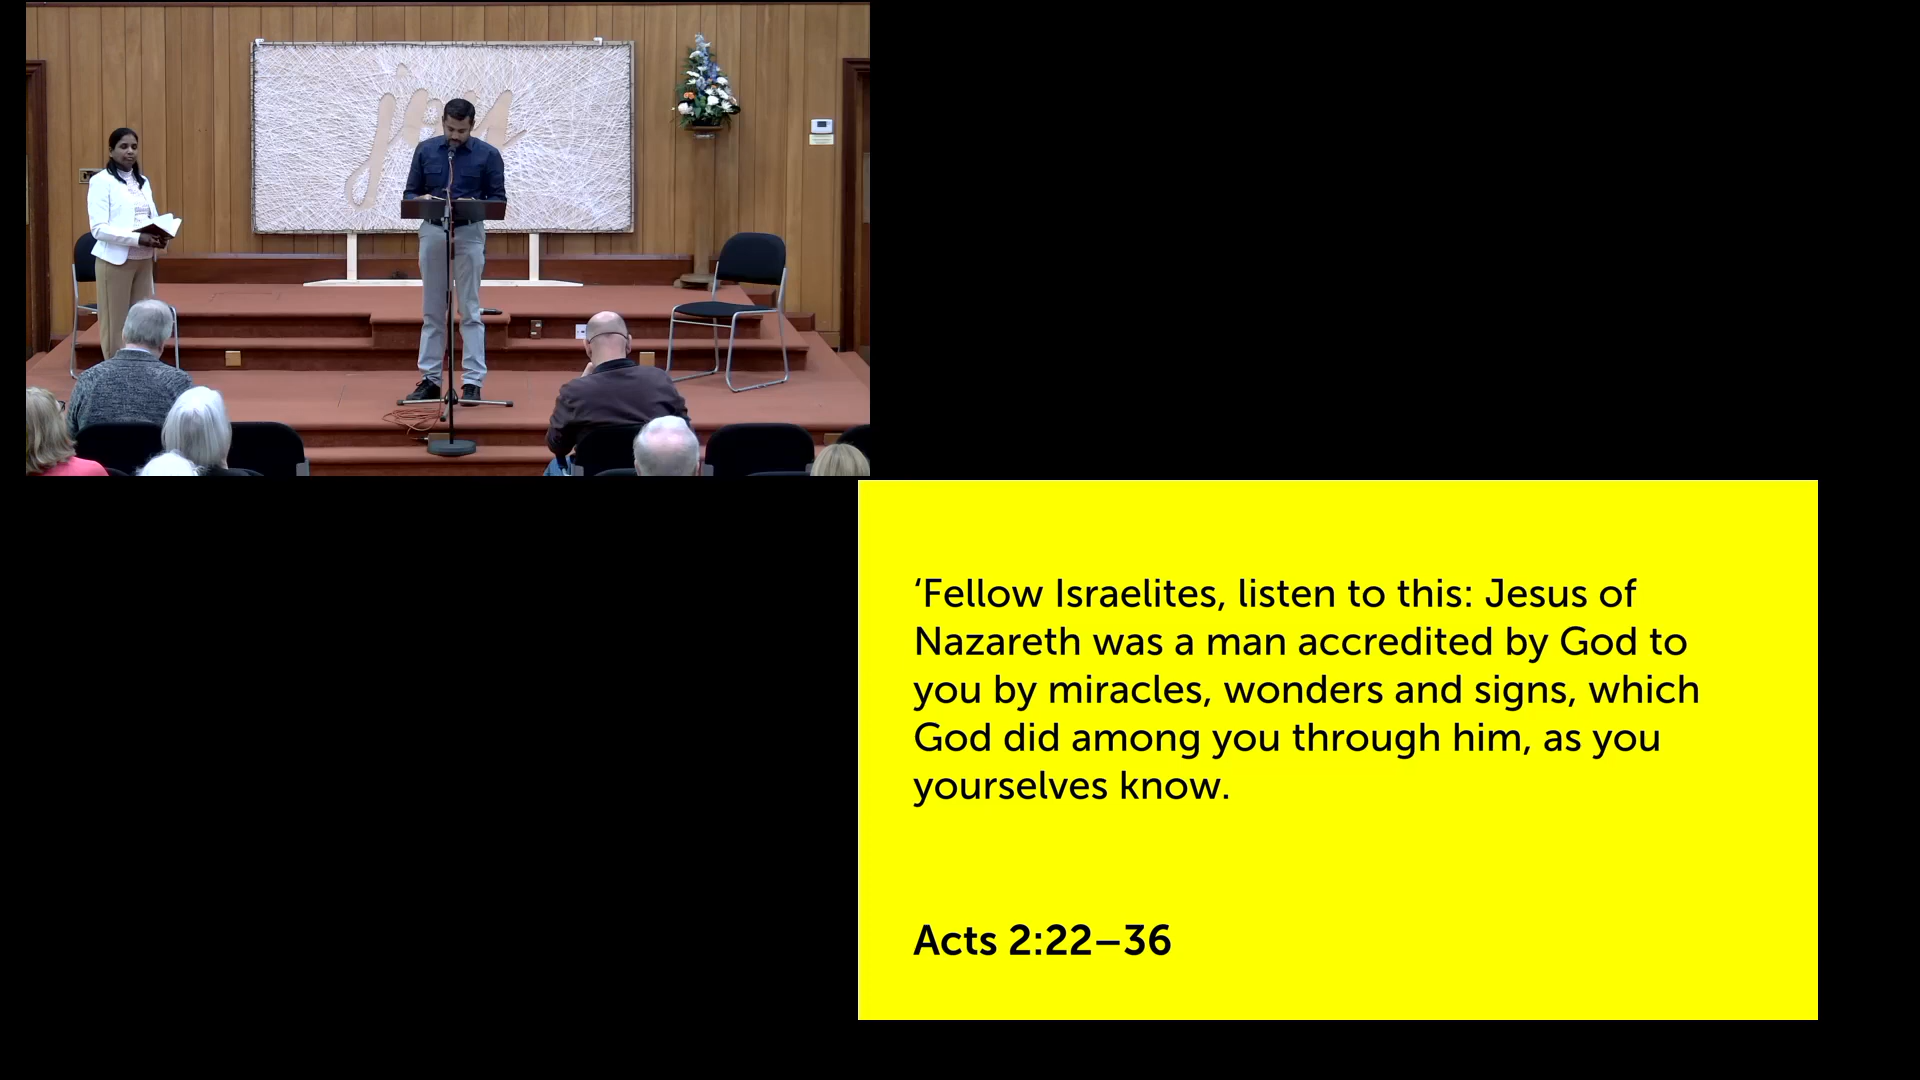 joy
‘Fellow Israelites, listen to this: Jesus of
Nazareth was a man accredited by God to
you by miracles, wonders and signs, which
God did among you through him, as you
yourselves know.
Acts 2:22–36